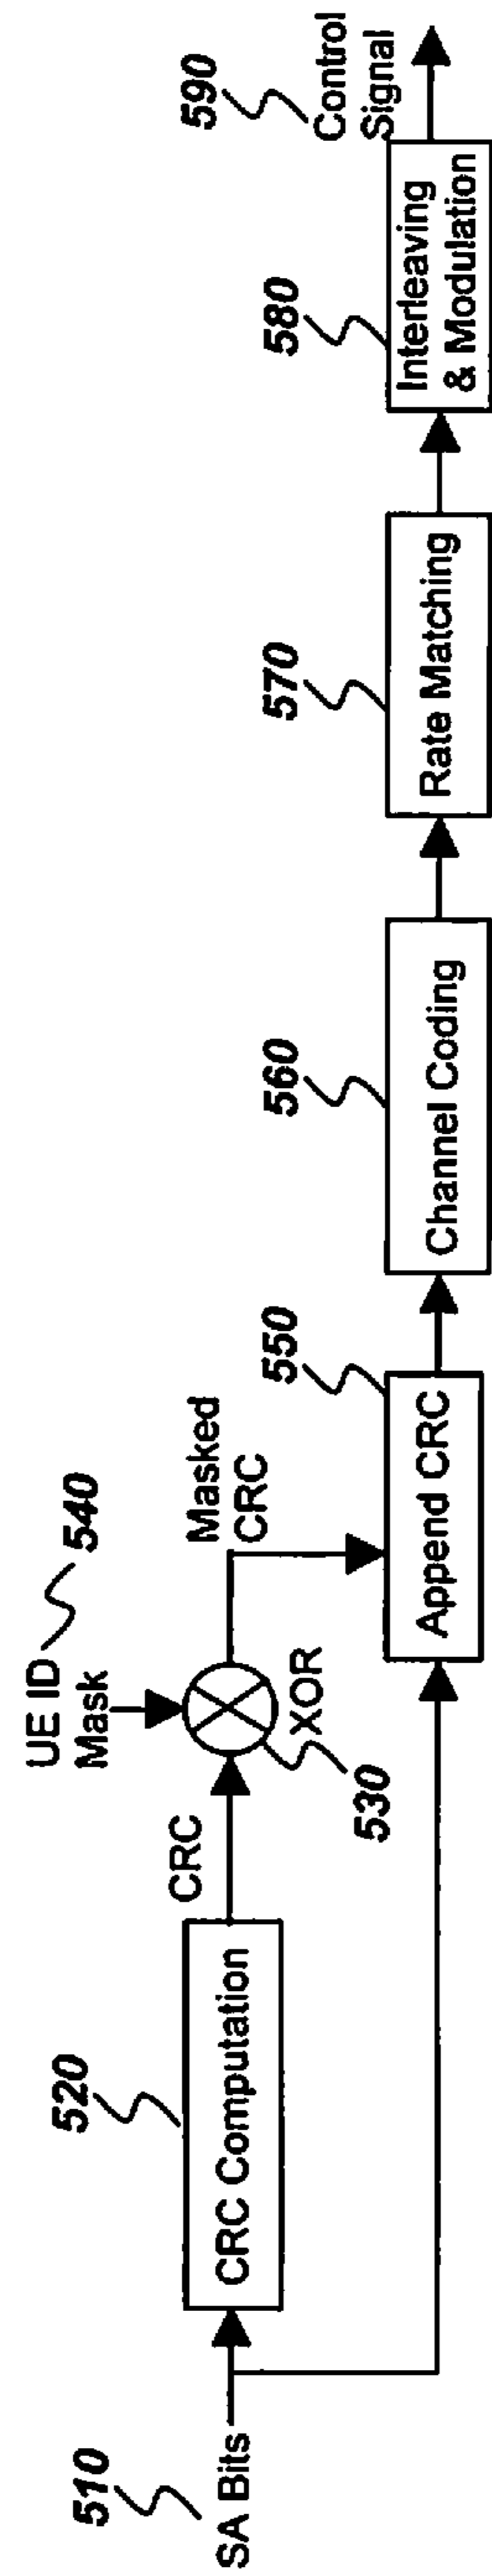 510
SA Bits
520
CRC Computation
CRC
530
XOR
UE ID
Mask
540
Masked
CRC
550
Append CRC
560
Channel Coding
570
Rate Matching
580
Interleaving
& Modulation
590
Control
Signal